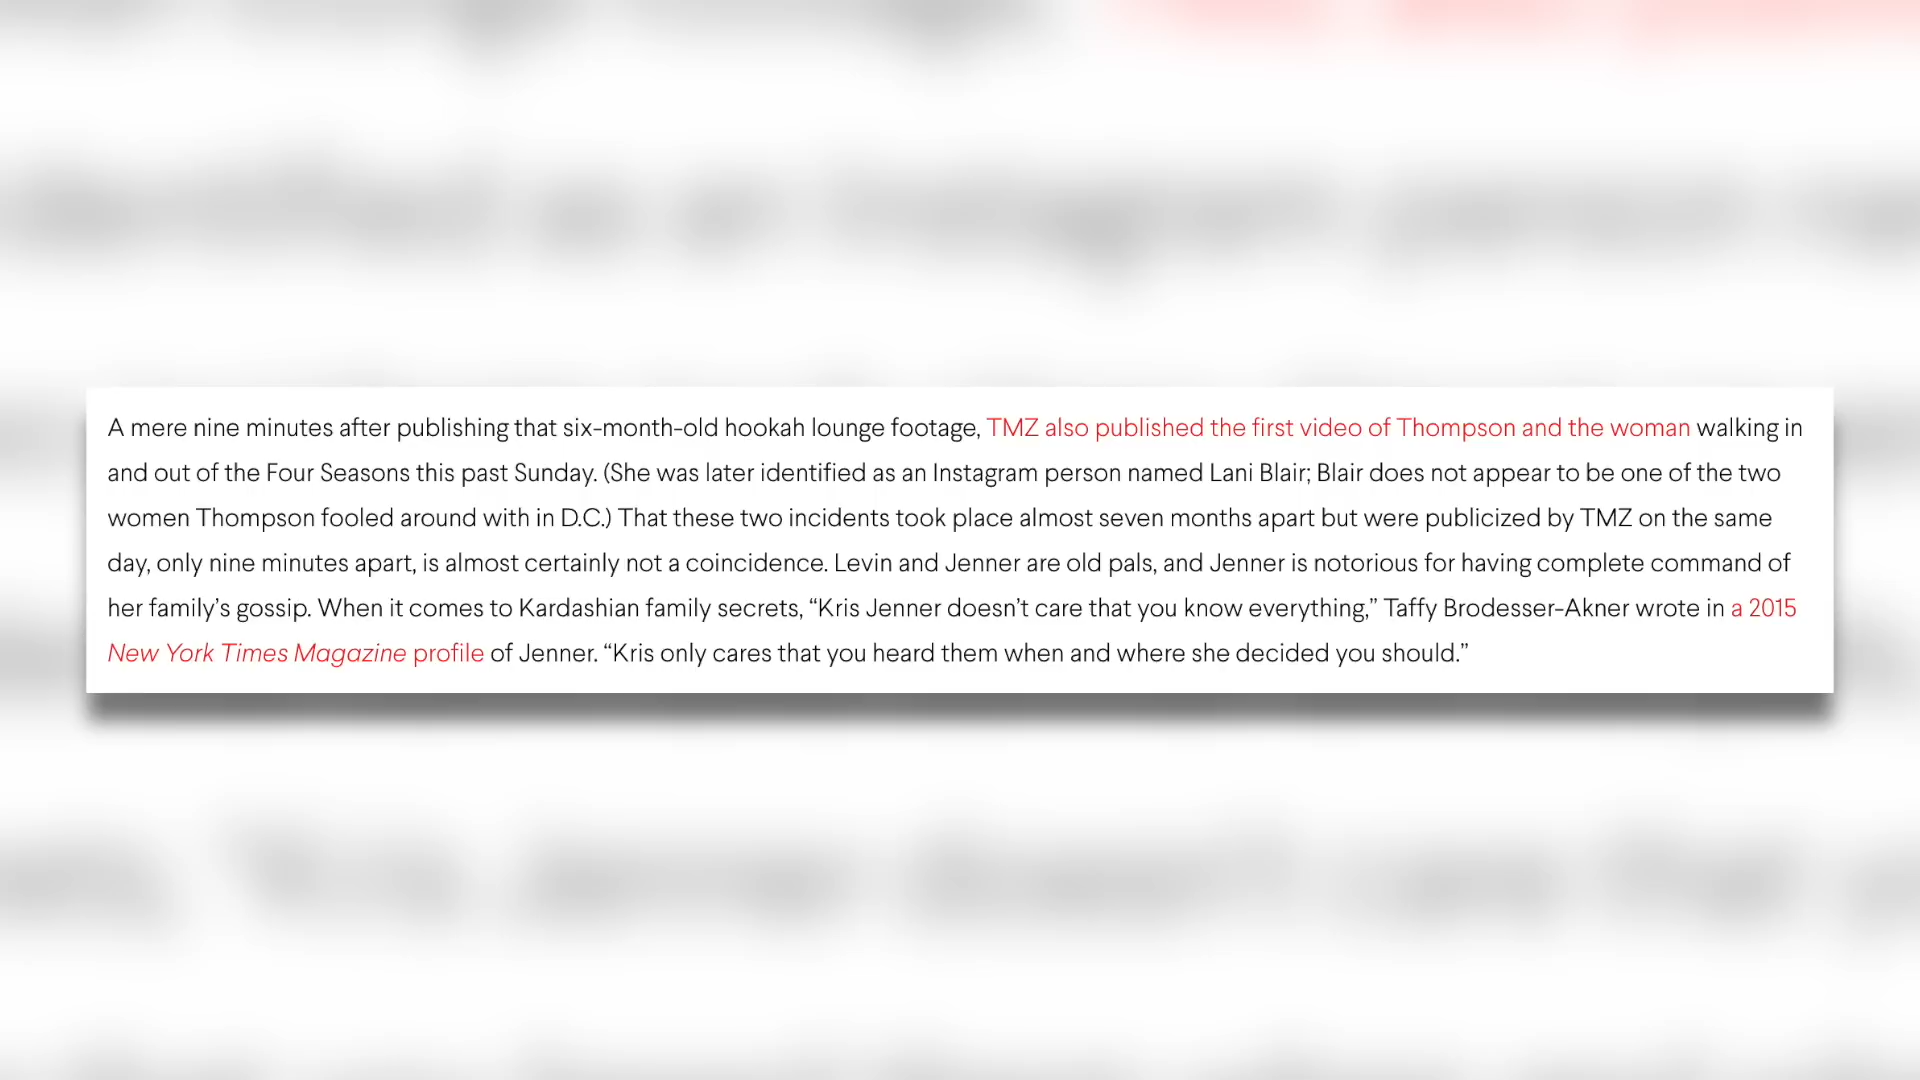 A mere nine minutes after publishing that six-month-old hookah lounge footage, TMZ also published the first video of Thompson and the woman walking in
and out of the Four Seasons this past Sunday. (She was later identified as an Instagram person named Lani Blair; Blair does not appear to be one of the two
women Thompson fooled around with in D.C.) That these two incidents took place almost seven months apart but were publicized by TMZ on the same
day, only nine minutes apart, is almost certainly not a coincidence. Levin and Jenner are old pals, and Jenner is notorious for having complete command of
her family’s gossip. When it comes to Kardashian family secrets, “Kris Jenner doesn’t care that you know everything,” Taffy Brodesser-Akner wrote in a 2015
New York Times Magazine profile of Jenner. “Kris only cares that you heard them when and where she decided you should.”